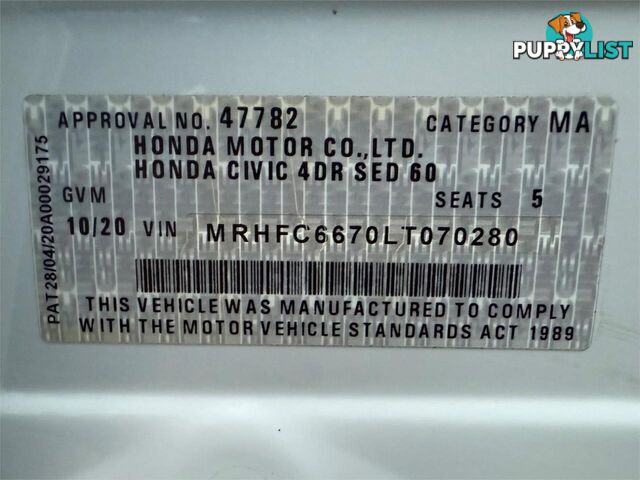 PUPPYLIST
APPROVAL NO. 47782 CATEGORY MA
HONDA MOTOR CO.,LTD.
HONDA CIVIC 4DR SED 60
GVM SEATS 5
10/20 VIN MRHFC6670LT070280
THIS VEHICLE WAS MANUFACTURED TO COMPLY
WITH THE MOTOR VEHICLE STANDARDS ACT 1989
PAT28/04/20A00029175